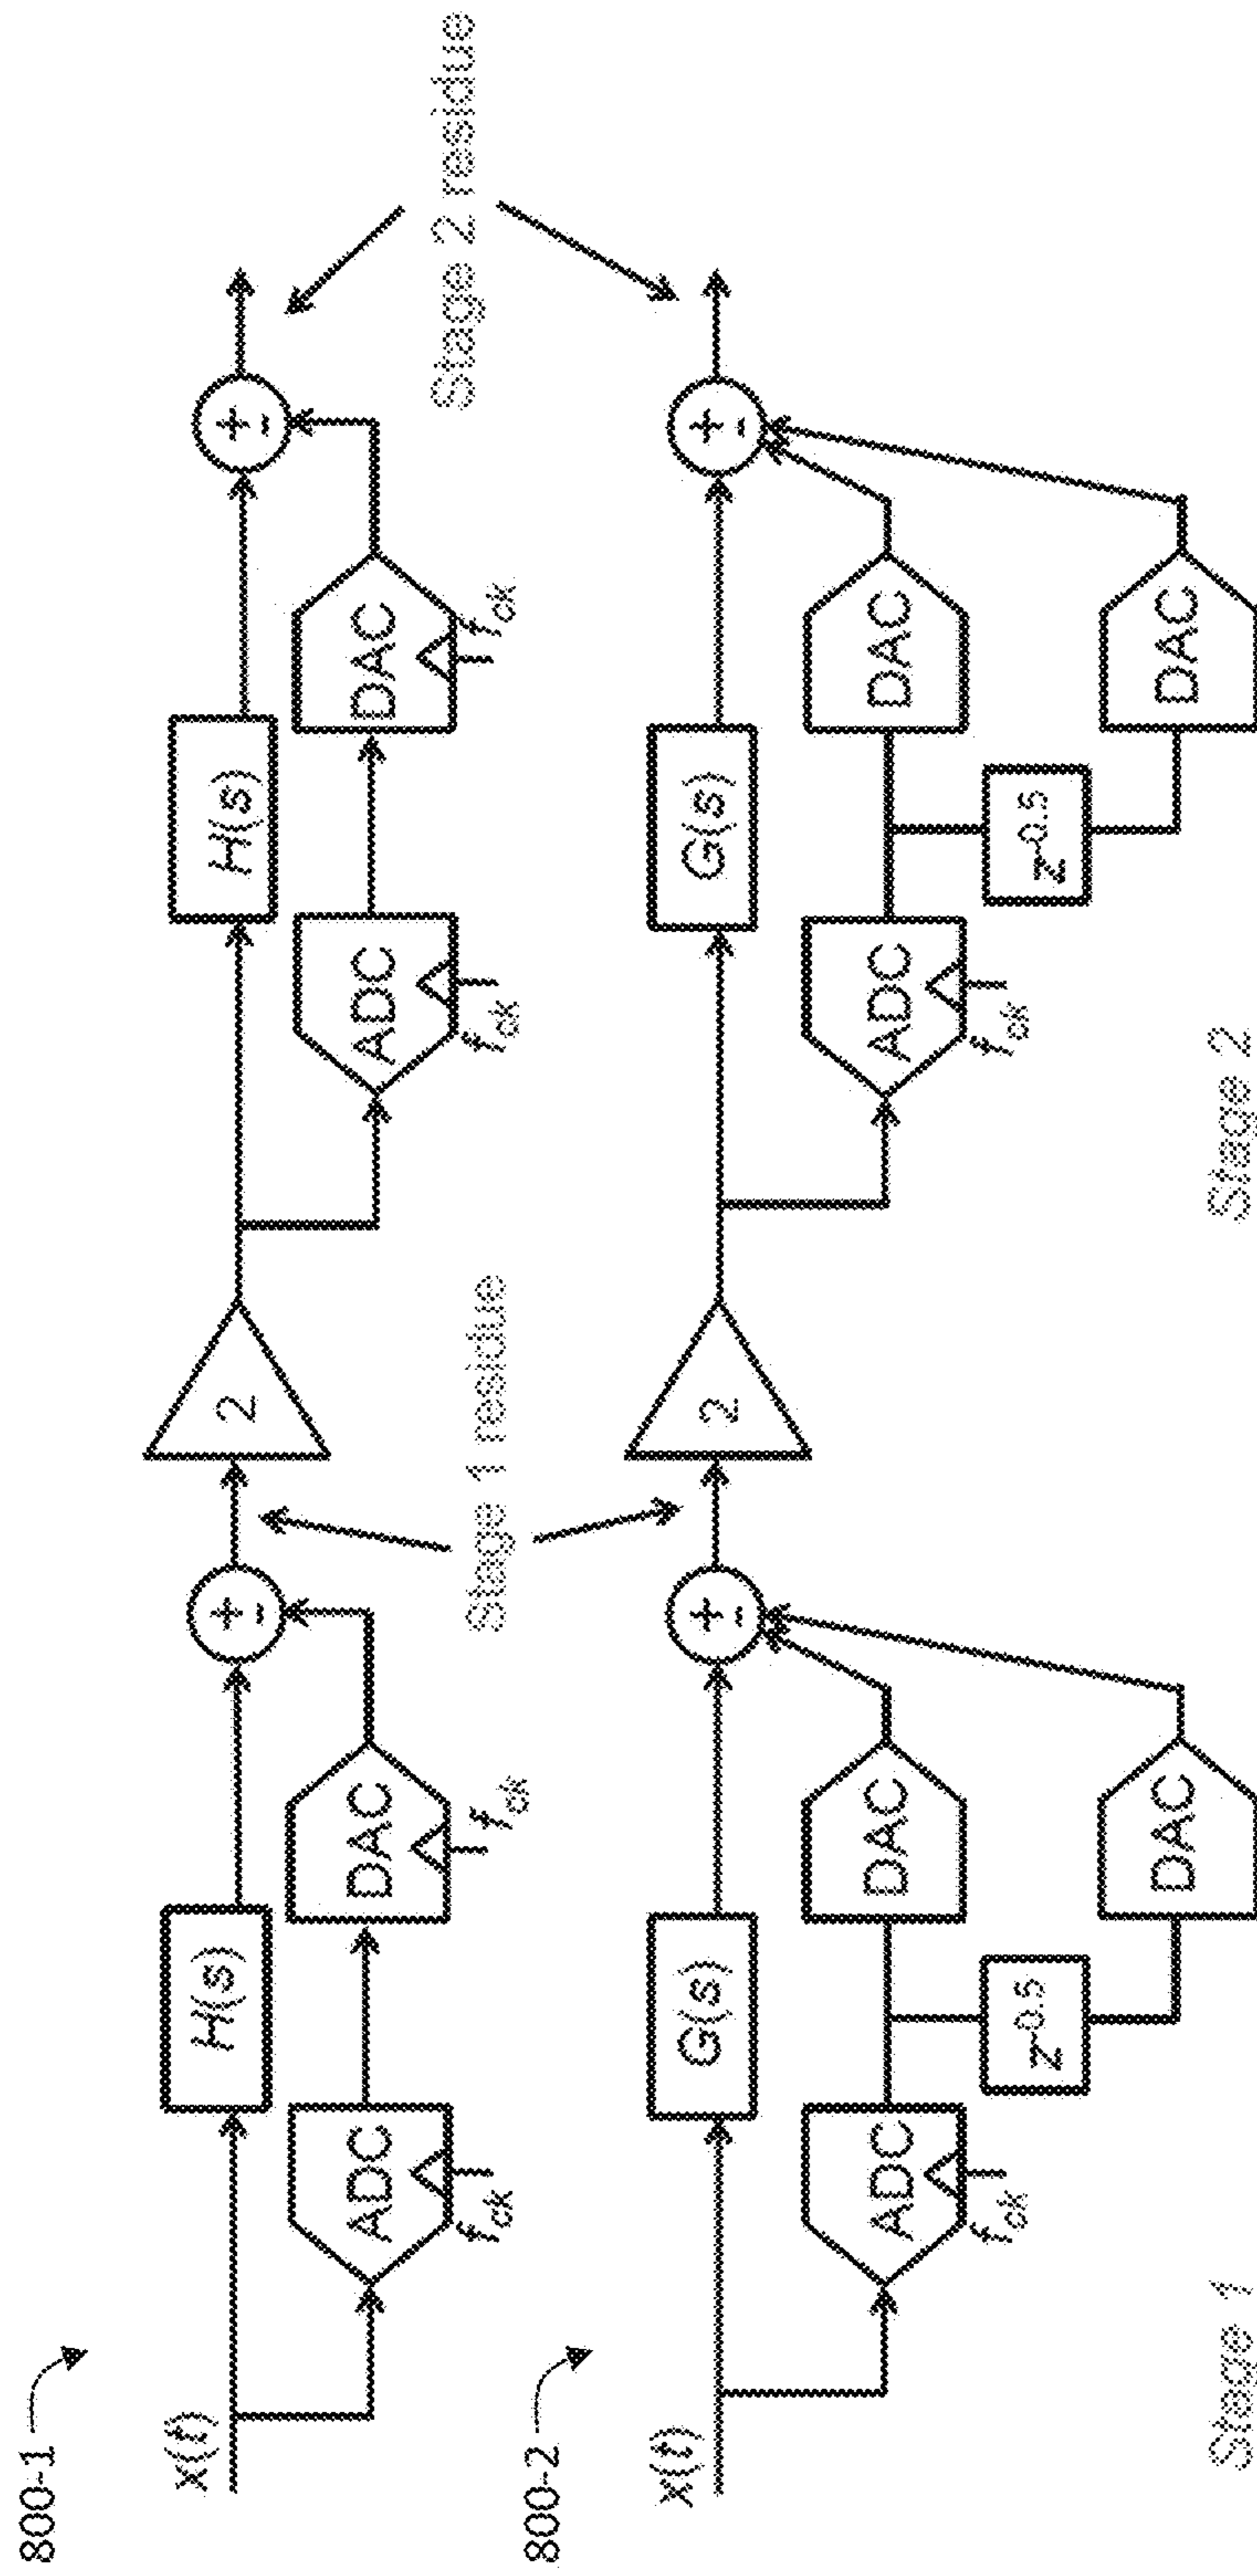 800-1
x(t)
H(s)
ADC
f_ck
DAC
f_ck
+
-
2
H(s)
ADC
f_ck
DAC
f_ck
+
-
Stage 1 residue
Stage 2 residue
800-2
x(t)
G(s)
ADC
f_ck
z^-0.5
DAC
DAC
+
-
2
G(s)
ADC
f_ck
z^-0.5
DAC
DAC
+
-
Stage 1
Stage 2